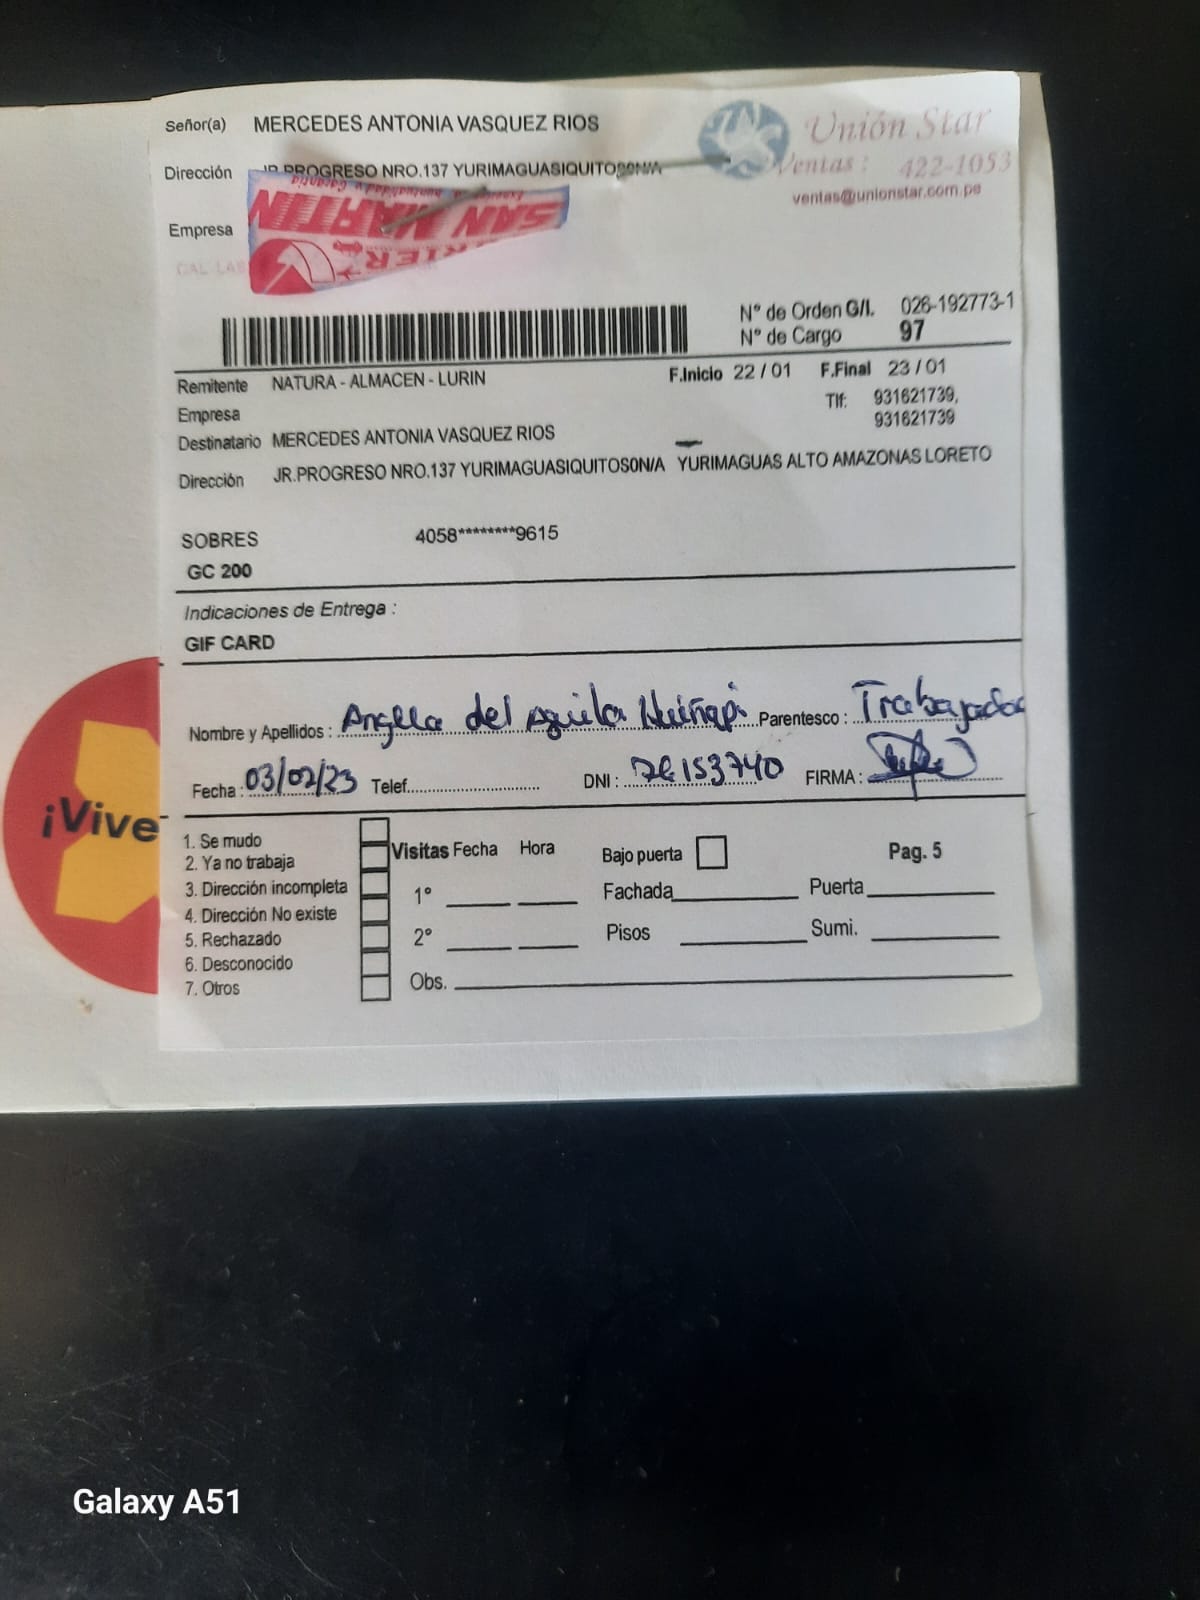 Señor(a) MERCEDES ANTONIA VASQUEZ RIOS
Unión Star
Dirección JR.PROGRESO NRO.137 YURIMAGUASIQUITOS0N/A
Ventas: 422-1053
ventas@unionstar.com.pe
Empresa
SAN MARTIN
N° de Orden G/I. 026-192773-1
N° de Cargo 97
Remitente NATURA - ALMACEN - LURIN F.Inicio 22 / 01 F.Final 23 / 01
Empresa Tlf: 931621739,
931621739
Destinatario MERCEDES ANTONIA VASQUEZ RIOS
Dirección JR.PROGRESO NRO.137 YURIMAGUASIQUITOS0N/A YURIMAGUAS ALTO AMAZONAS LORETO
SOBRES 4058********9615
GC 200
Indicaciones de Entrega :
GIF CARD
Nombre y Apellidos : del Aguila Parentesco : Trabajador
Fecha : 03/02/23 Telef. DNI : FIRMA :
¡Vive
1. Se mudo
2. Ya no trabaja
3. Dirección incompleta
4. Dirección No existe
5. Rechazado
6. Desconocido
7. Otros
Visitas Fecha Hora Bajo puerta Pag. 5
1° Fachada Puerta
2° Pisos Sumi.
Obs.
Galaxy A51